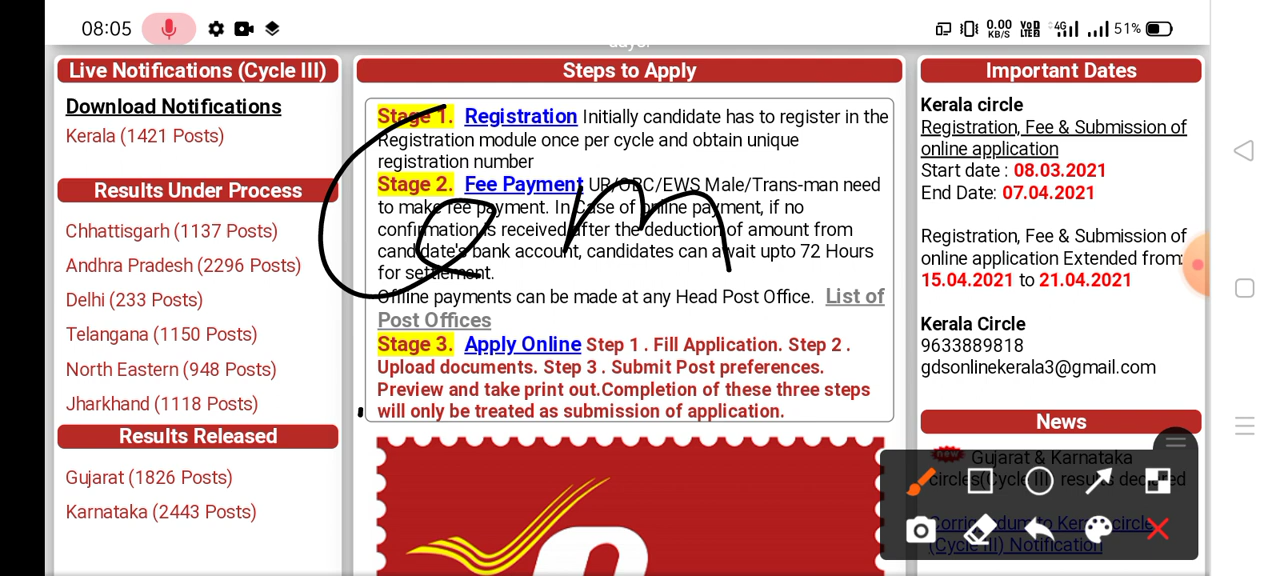 08:05
0.00 KB/S
VoD LTE
4G
51%
days.
Live Notifications (Cycle III)
Download Notifications
Kerala (1421 Posts)
Results Under Process
Chhattisgarh (1137 Posts)
Andhra Pradesh (2296 Posts)
Delhi (233 Posts)
Telangana (1150 Posts)
North Eastern (948 Posts)
Jharkhand (1118 Posts)
Results Released
Gujarat (1826 Posts)
Karnataka (2443 Posts)
Steps to Apply
Stage 1. Registration Initially candidate has to register in the
Registration module once per cycle and obtain unique
registration number
Stage 2. Fee Payment UR/OBC/EWS Male/Trans-man need
to make fee payment. In Case of online payment, if no
confirmation is received after the deduction of amount from
candidate's bank account, candidates can await upto 72 Hours
for settlement.
Offline payments can be made at any Head Post Office. List of
Post Offices
Stage 3. Apply Online Step 1 . Fill Application. Step 2 .
Upload documents. Step 3 . Submit Post preferences.
Preview and take print out.Completion of these three steps
will only be treated as submission of application.
Important Dates
Kerala circle
Registration, Fee & Submission of
online application
Start date : 08.03.2021
End Date: 07.04.2021
Registration, Fee & Submission of
online application Extended from:
15.04.2021 to 21.04.2021
Kerala Circle
9633889818
gdsonlinekerala3@gmail.com
News
new Gujarat & Karnataka
circles(Cycle III) results declared
Corrigendum to Kerala circle
(Cycle III) Notification